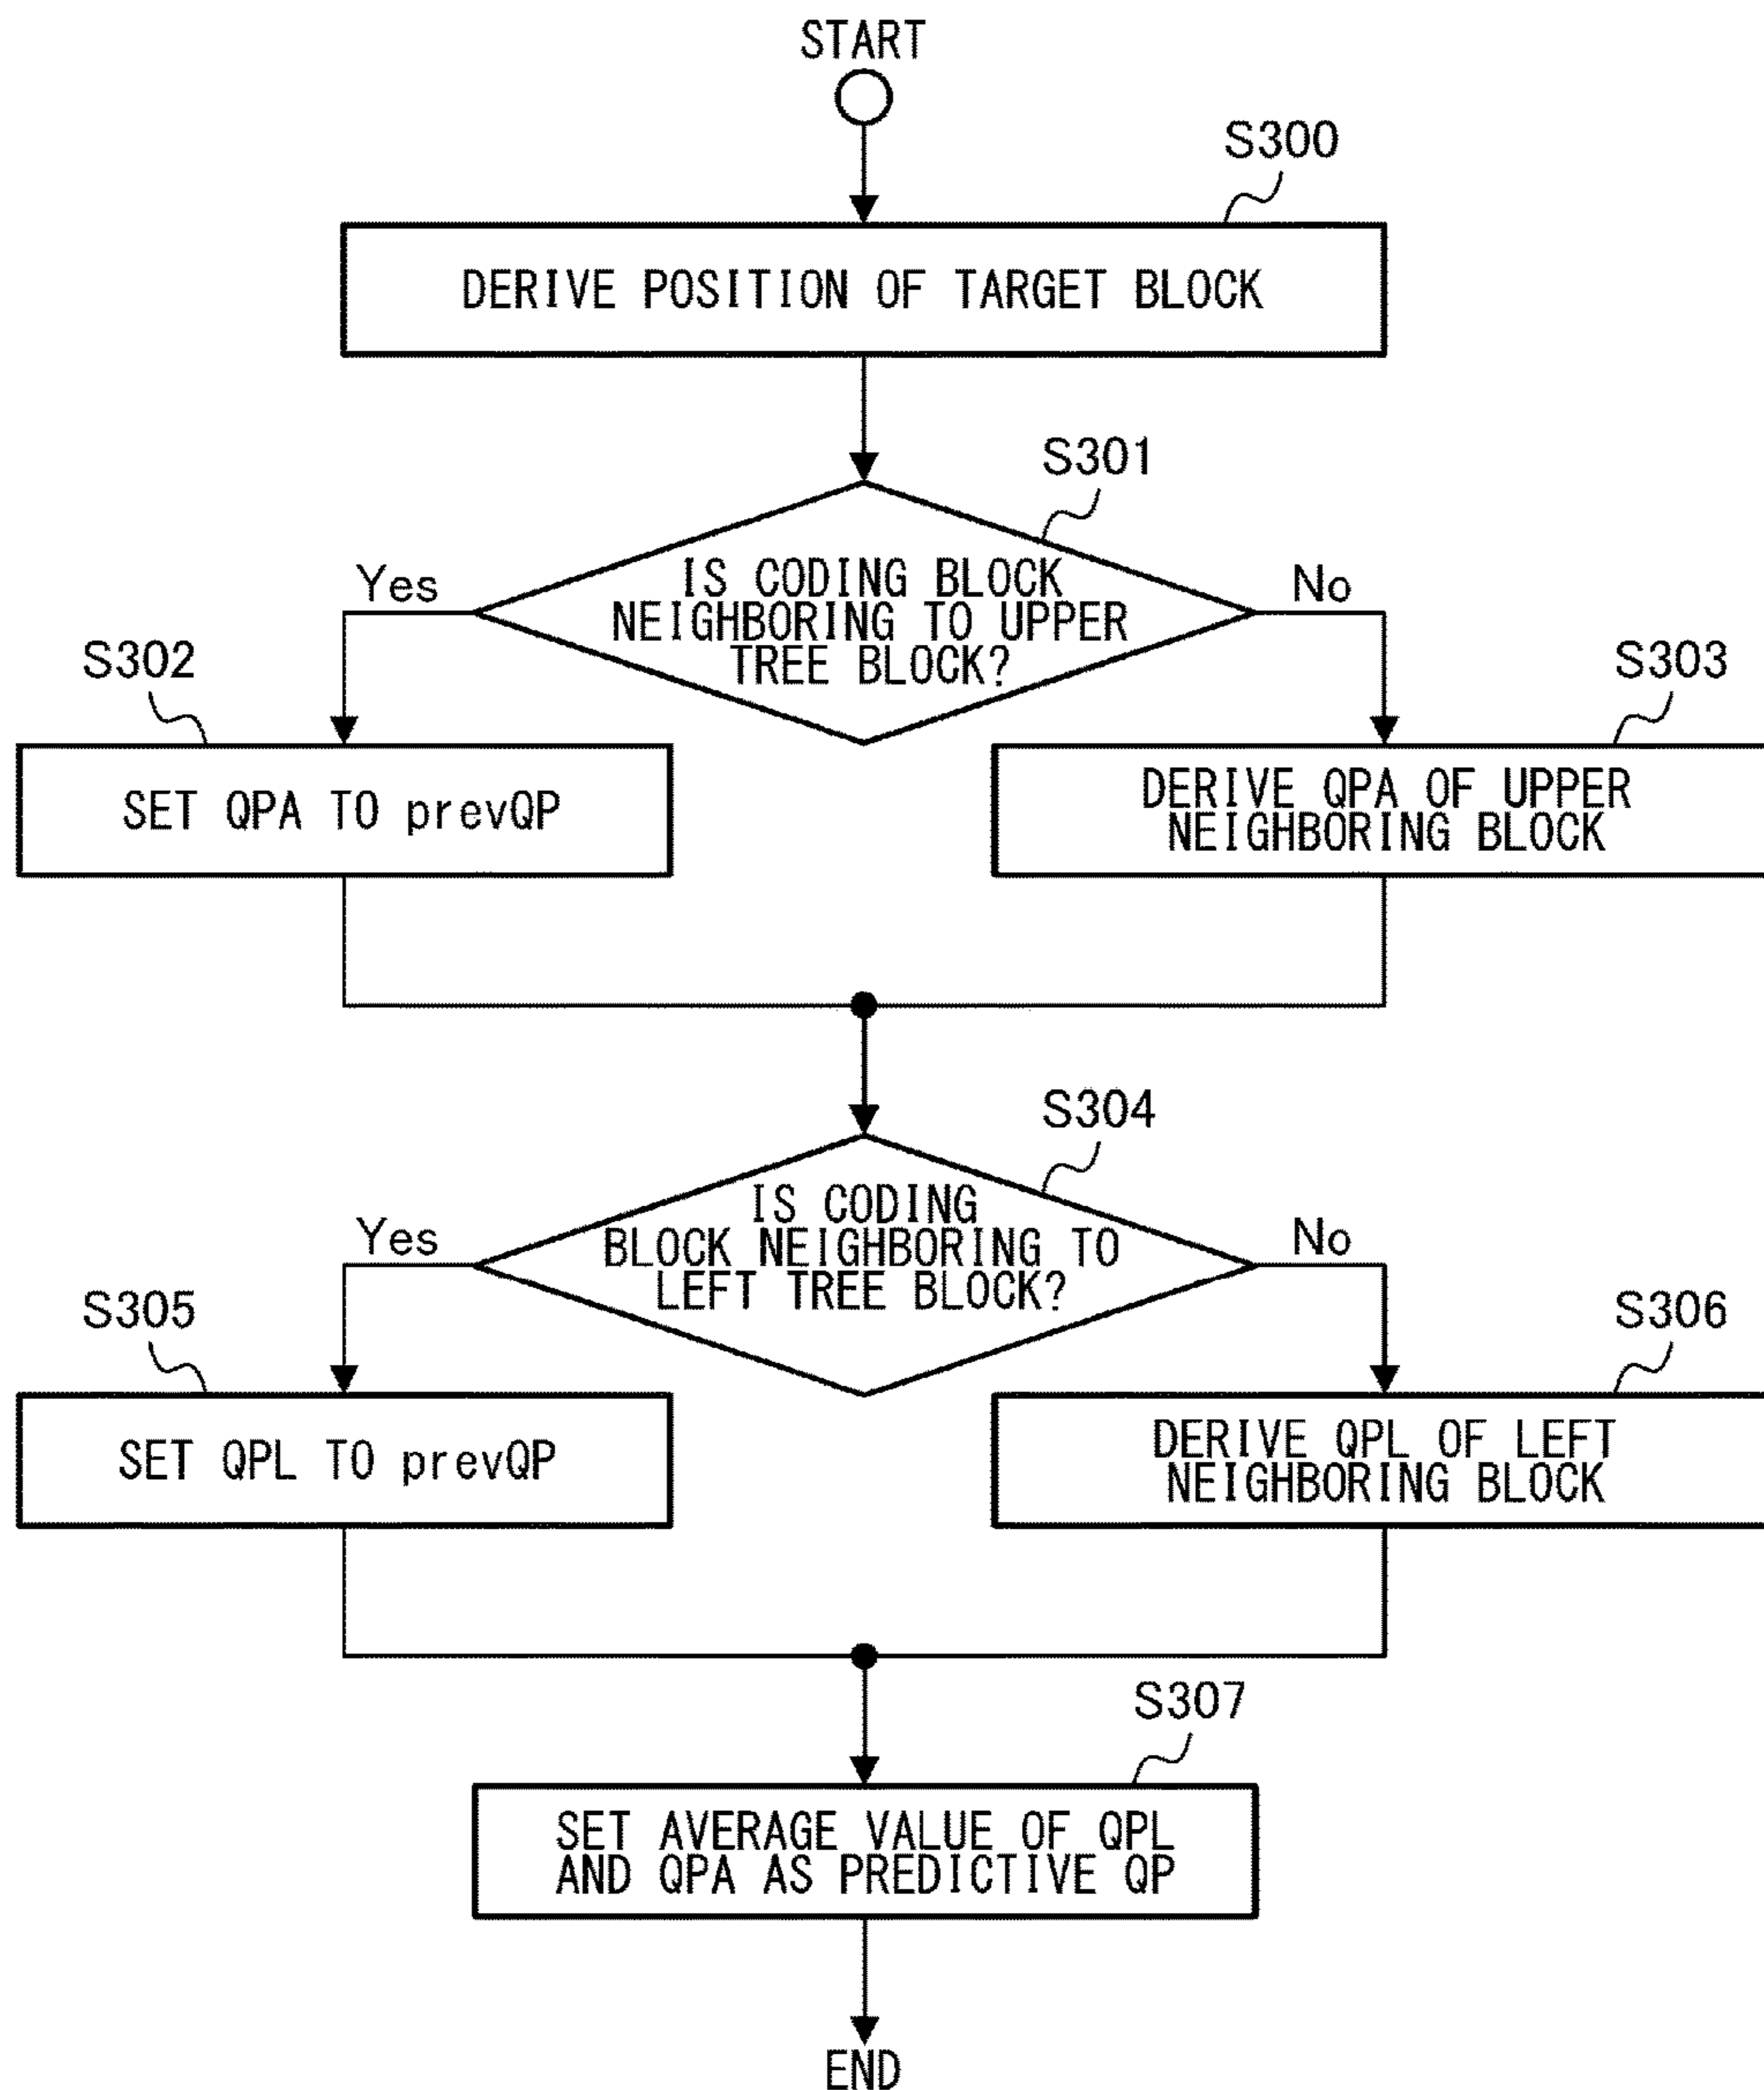 START
S300
DERIVE POSITION OF TARGET BLOCK
S301
IS CODING BLOCK
NEIGHBORING TO UPPER
TREE BLOCK?
Yes
No
S302
SET QPA TO prevQP
S303
DERIVE QPA OF UPPER
NEIGHBORING BLOCK
S304
IS CODING
BLOCK NEIGHBORING TO
LEFT TREE BLOCK?
Yes
No
S305
SET QPL TO prevQP
S306
DERIVE QPL OF LEFT
NEIGHBORING BLOCK
S307
SET AVERAGE VALUE OF QPL
AND QPA AS PREDICTIVE QP
END